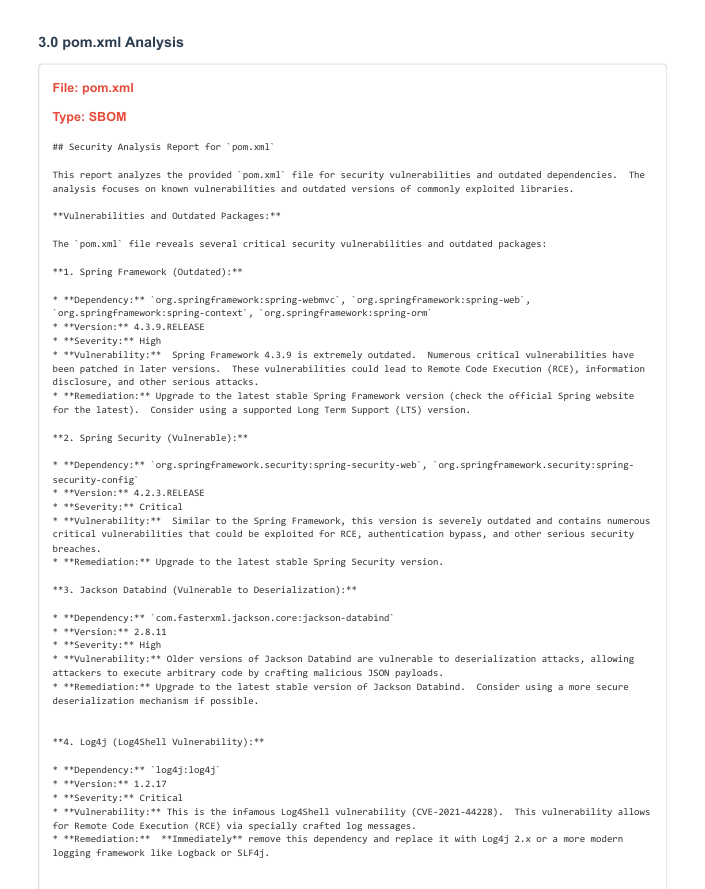 3.0 pom.xml Analysis
File: pom.xml
Type: SBOM
## Security Analysis Report for `pom.xml`
This report analyzes the provided `pom.xml` file for security vulnerabilities and outdated dependencies.  The
analysis focuses on known vulnerabilities and outdated versions of commonly exploited libraries.
**Vulnerabilities and Outdated Packages:**
The `pom.xml` file reveals several critical security vulnerabilities and outdated packages:
**1. Spring Framework (Outdated):**
* **Dependency:** `org.springframework:spring-webmvc`, `org.springframework:spring-web`,
`org.springframework:spring-context`, `org.springframework:spring-orm`
* **Version:** 4.3.9.RELEASE
* **Severity:** High
* **Vulnerability:**  Spring Framework 4.3.9 is extremely outdated.  Numerous critical vulnerabilities have
been patched in later versions.  These vulnerabilities could lead to Remote Code Execution (RCE), information
disclosure, and other serious attacks.
* **Remediation:** Upgrade to the latest stable Spring Framework version (check the official Spring website
for the latest).  Consider using a supported Long Term Support (LTS) version.
**2. Spring Security (Vulnerable):**
* **Dependency:** `org.springframework.security:spring-security-web`, `org.springframework.security:spring-
security-config`
* **Version:** 4.2.3.RELEASE
* **Severity:** Critical
* **Vulnerability:**  Similar to the Spring Framework, this version is severely outdated and contains numerous
critical vulnerabilities that could be exploited for RCE, authentication bypass, and other serious security
breaches.
* **Remediation:** Upgrade to the latest stable Spring Security version.
**3. Jackson Databind (Vulnerable to Deserialization):**
* **Dependency:** `com.fasterxml.jackson.core:jackson-databind`
* **Version:** 2.8.11
* **Severity:** High
* **Vulnerability:** Older versions of Jackson Databind are vulnerable to deserialization attacks, allowing
attackers to execute arbitrary code by crafting malicious JSON payloads.
* **Remediation:** Upgrade to the latest stable version of Jackson Databind.  Consider using a more secure
deserialization mechanism if possible.
**4. Log4j (Log4Shell Vulnerability):**
* **Dependency:** `log4j:log4j`
* **Version:** 1.2.17
* **Severity:** Critical
* **Vulnerability:** This is the infamous Log4Shell vulnerability (CVE-2021-44228).  This vulnerability allows
for Remote Code Execution (RCE) via specially crafted log messages.
* **Remediation:**  **Immediately** remove this dependency and replace it with Log4j 2.x or a more modern
logging framework like Logback or SLF4j.